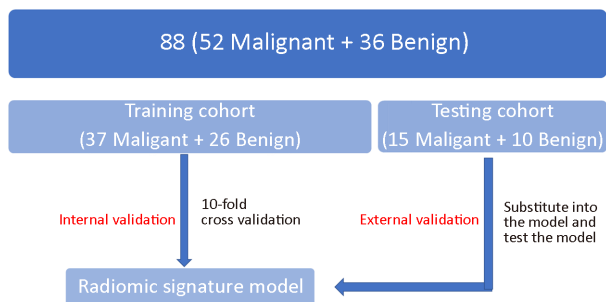 88 (52 Malignant + 36 Benign)
Training cohort
(37 Maligant + 26 Benign)
Testing cohort
(15 Maligant + 10 Benign)
Internal validation
10-fold
cross validation
External validation
Substitute into
the model and
test the model
Radiomic signature model